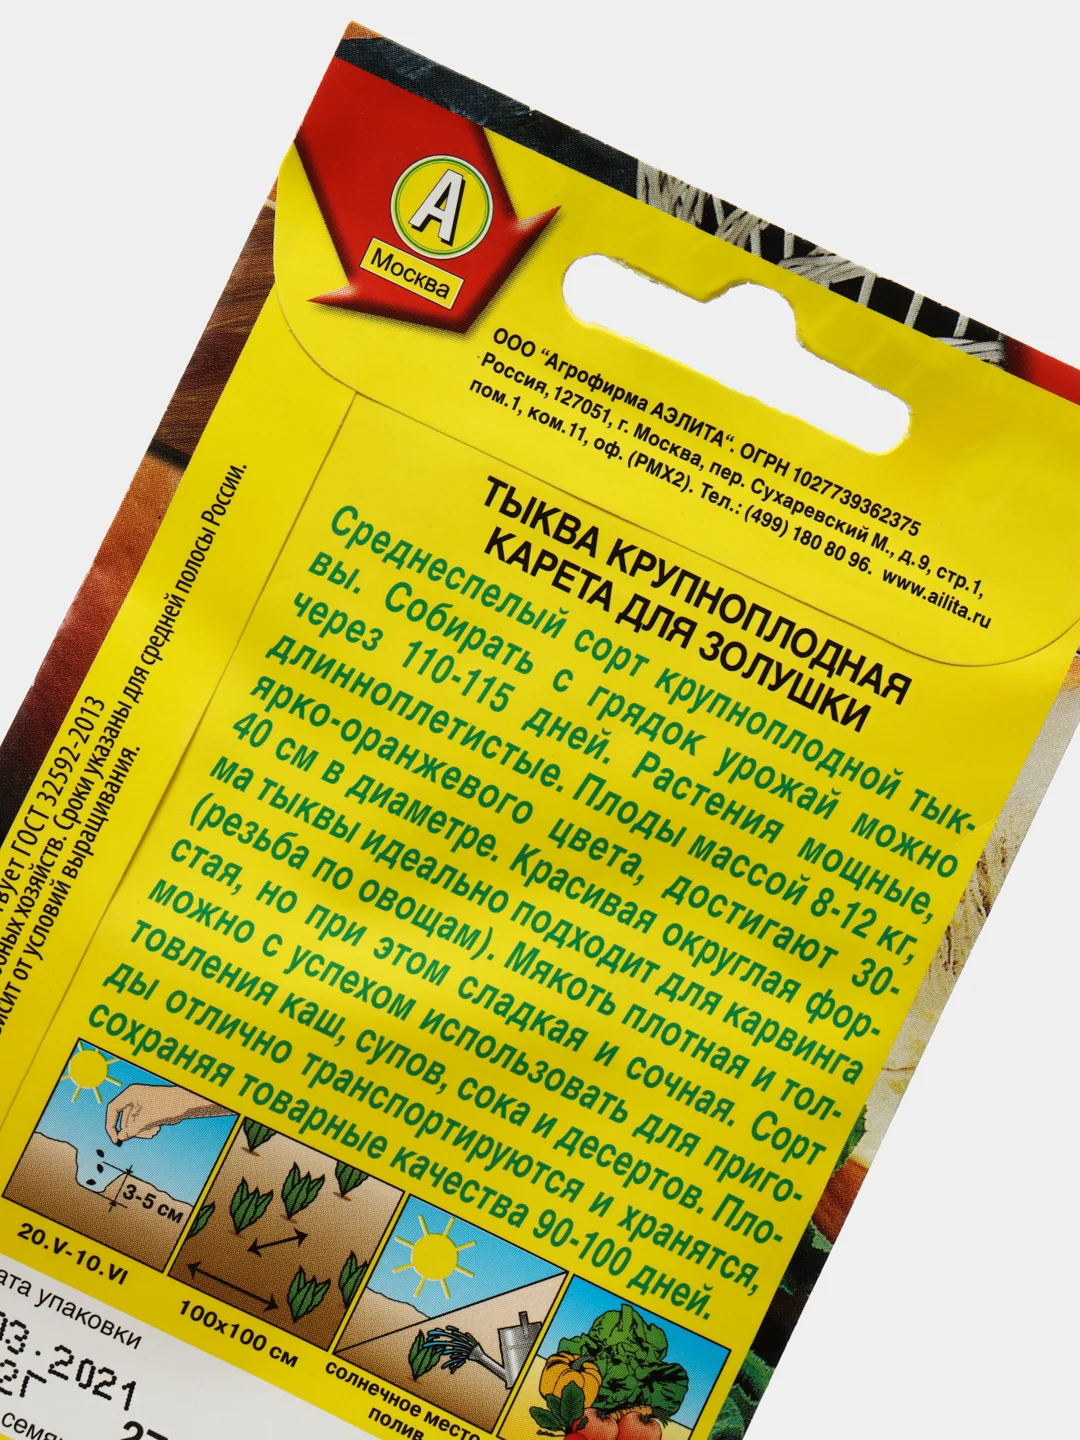 А
Москва
ООО “Агрофирма АЭЛИТА“. ОГРН 1027739362375
Россия, 127051, г. Москва, пер. Сухаревский М., д.9, стр.1,
пом.1, ком.11, оф. (РМХ2). Тел.: (499) 180 80 96. www.ailita.ru
ТЫКВА КРУПНОПЛОДНАЯ
КАРЕТА ДЛЯ ЗОЛУШКИ
Среднеспелый сорт крупноплодной тык-
вы. Собирать с грядок урожай можно
через 110-115 дней. Растения мощные,
длинноплетистые. Плоды массой 8-12 кг,
ярко-оранжевого цвета, достигают 30-
40 см в диаметре. Красивая округлая фор-
ма тыквы идеально подходит для карвинга
(резьба по овощам). Мякоть плотная и тол-
стая, но при этом сладкая и сочная. Сорт
можно с успехом использовать для приго-
товления каш, супов, сока и десертов. Пло-
ды отлично транспортируются и хранятся,
сохраняя товарные качества 90-100 дней.
ГОСТ 32592-2013
хозяйств. Сроки указаны для средней полосы России.
от условий выращивания.
3-5 см
20.V-10.VI
100х100 см
солнечное место
полив
упаковки
03.2021